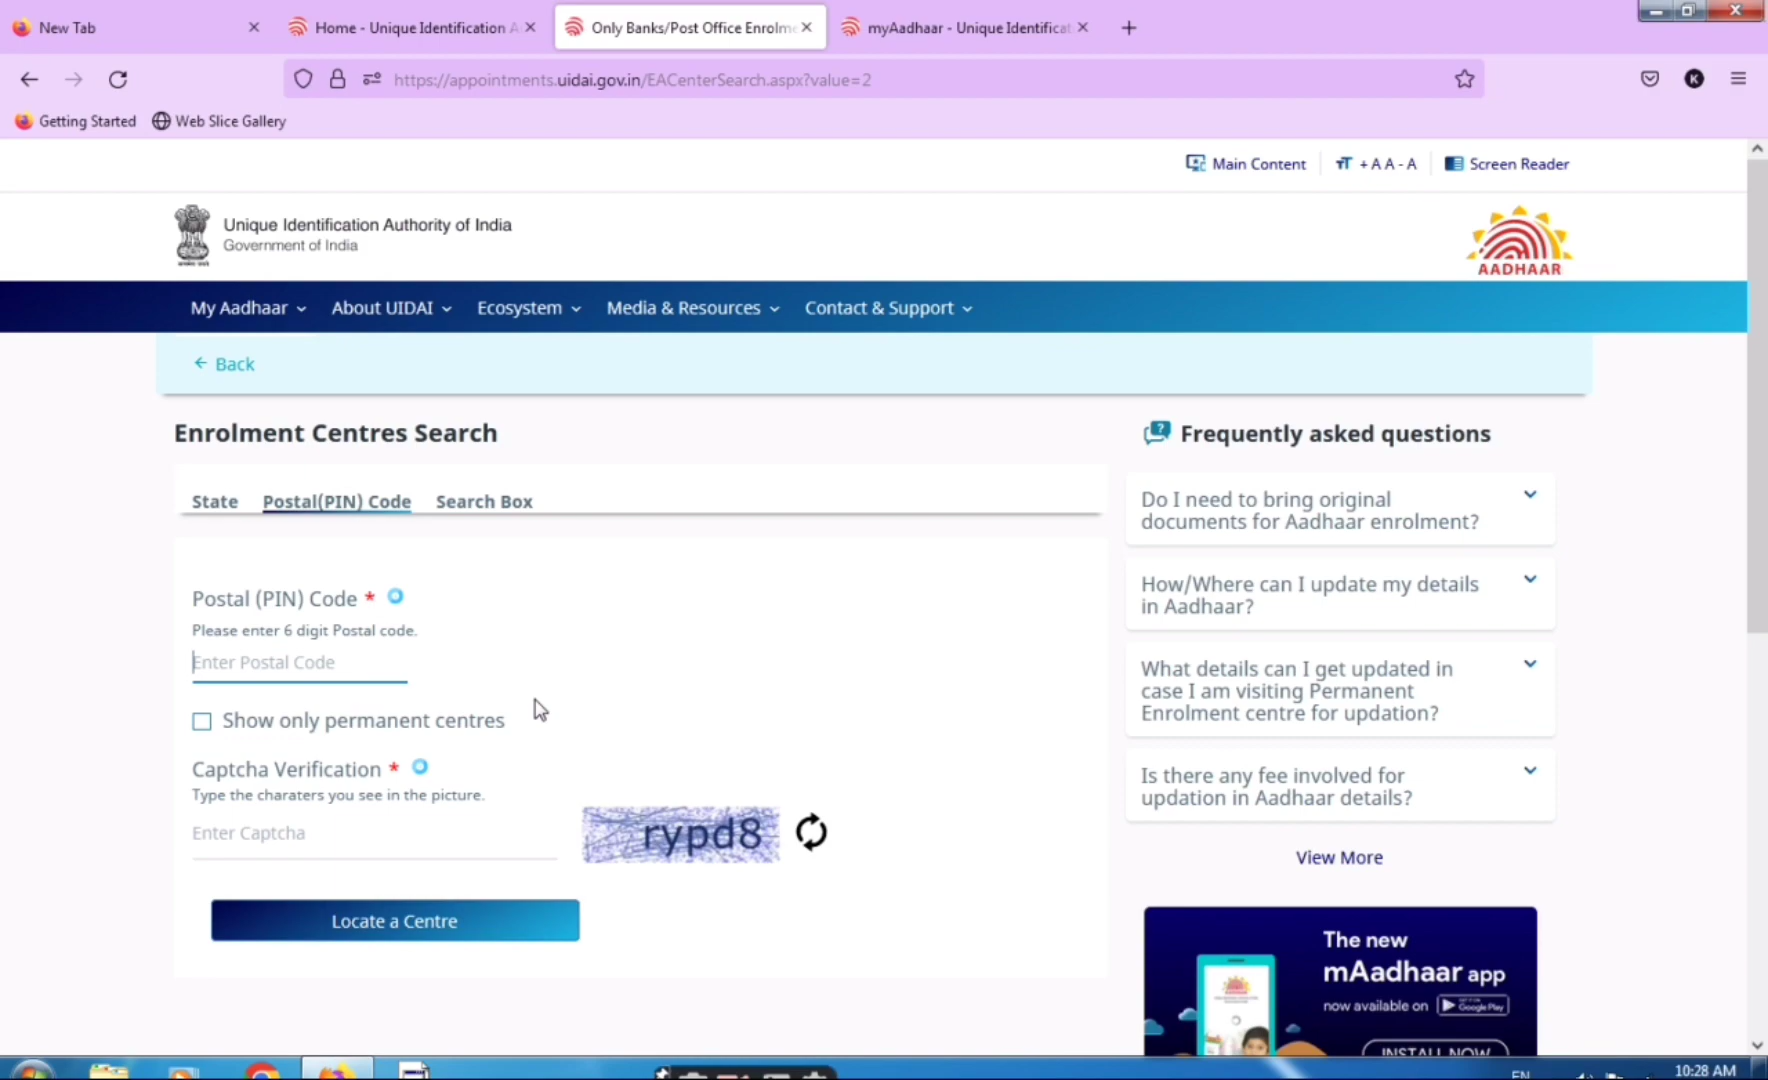 New Tab
Home - Unique Identification A
Only Banks/Post Office Enrolme
myAadhaar - Unique Identificat
https://appointments.uidai.gov.in/EACenterSearch.aspx?value=2
K
Getting Started
Web Slice Gallery
Main Content
+ A A - A
Screen Reader
Unique Identification Authority of India
Government of India
AADHAAR
My Aadhaar
About UIDAI
Ecosystem
Media & Resources
Contact & Support
← Back
Enrolment Centres Search
State
Postal(PIN) Code
Search Box
Postal (PIN) Code *
Please enter 6 digit Postal code.
Enter Postal Code
Show only permanent centres
Captcha Verification *
Type the charaters you see in the picture.
Enter Captcha
rypd8
Locate a Centre
Frequently asked questions
Do I need to bring original
documents for Aadhaar enrolment?
How/Where can I update my details
in Aadhaar?
What details can I get updated in
case I am visiting Permanent
Enrolment centre for updation?
Is there any fee involved for
updation in Aadhaar details?
View More
The new
mAadhaar app
now available on
Google Play
INSTALL NOW
EN
10:28 AM